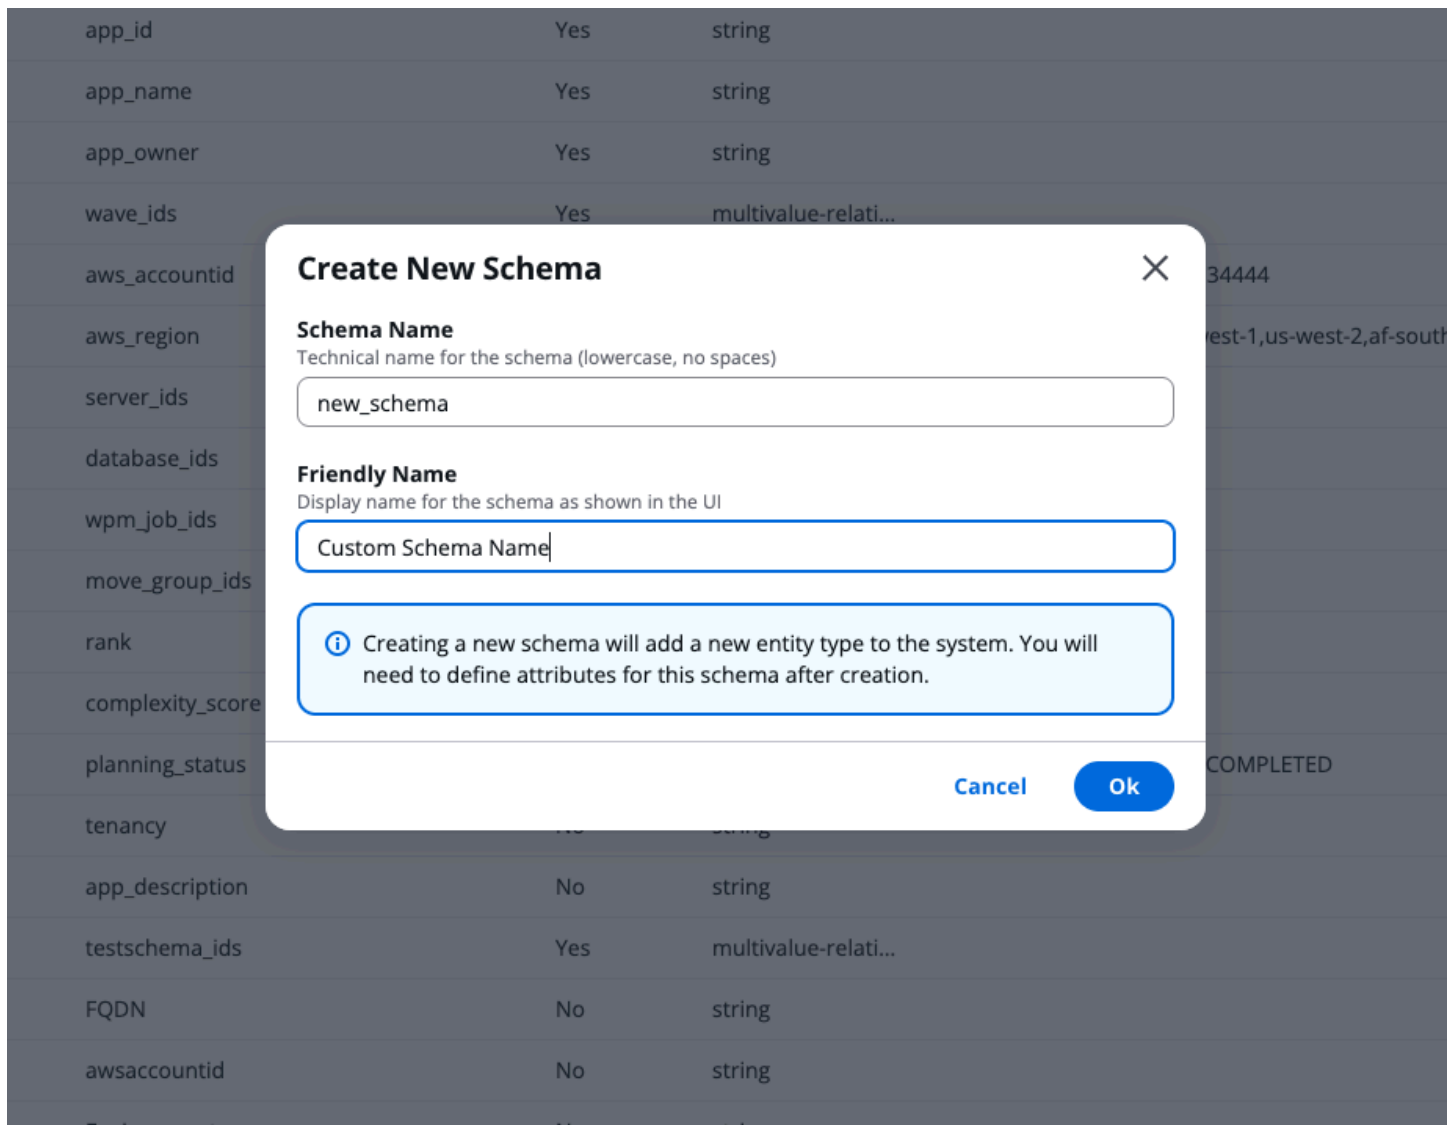 app_id Yes string
app_name Yes string
app_owner Yes string
wave_ids Yes multivalue-relati...
Create New Schema
aws_accountid 34444
Schema Name
aws_region west-1,us-west-2,af-south
Technical name for the schema (lowercase, no spaces)
server_ids
new_schema
database_ids
Friendly Name
Display name for the schema as shown in the UI
wpm_job_ids
Custom Schema Name
move_group_ids
rank
Creating a new schema will add a new entity type to the system. You will
need to define attributes for this schema after creation.
complexity_score
planning_status COMPLETED
Cancel Ok
tenancy No string
app_description No string
testschema_ids Yes multivalue-relati...
FQDN No string
awsaccountid No string